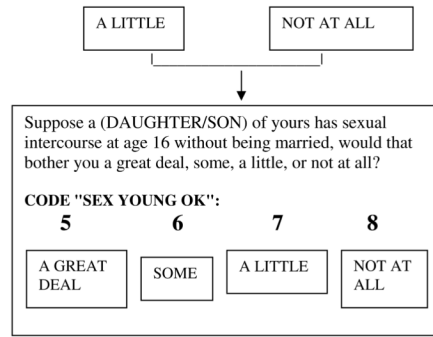 A LITTLE NOT AT ALL
Suppose a (DAUGHTER/SON) of yours has sexual
intercourse at age 16 without being married, would that
bother you a great deal, some, a little, or not at all?
CODE "SEX YOUNG OK":
5 6 7 8
A GREAT
DEAL
SOME
A LITTLE
NOT AT
ALL